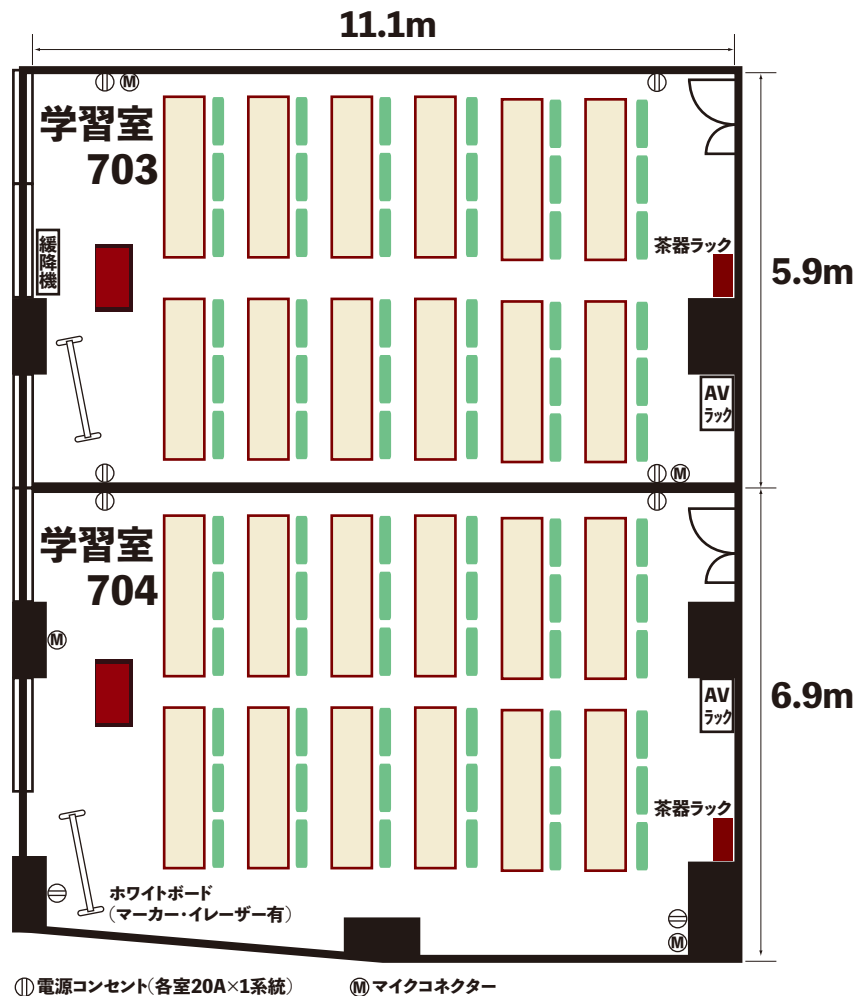 11.1m
Ⓜ
学習室
703
緩降機
茶器ラック
5.9m
AV
ラック
Ⓜ
学習室
704
Ⓜ
AV
ラック
6.9m
茶器ラック
ホワイトボード
（マーカー・イレーザー有）
Ⓜ
電源コンセント（各室20A×1系統）
Ⓜマイクコネクター